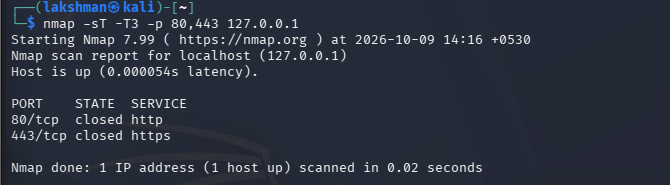 ┌──(lakshman㉿kali)-[~]
└─$ nmap -sT -T3 -p 80,443 127.0.0.1
Starting Nmap 7.99 ( https://nmap.org ) at 2026-10-09 14:16 +0530
Nmap scan report for localhost (127.0.0.1)
Host is up (0.000054s latency).

PORT    STATE  SERVICE
80/tcp  closed http
443/tcp closed https

Nmap done: 1 IP address (1 host up) scanned in 0.02 seconds